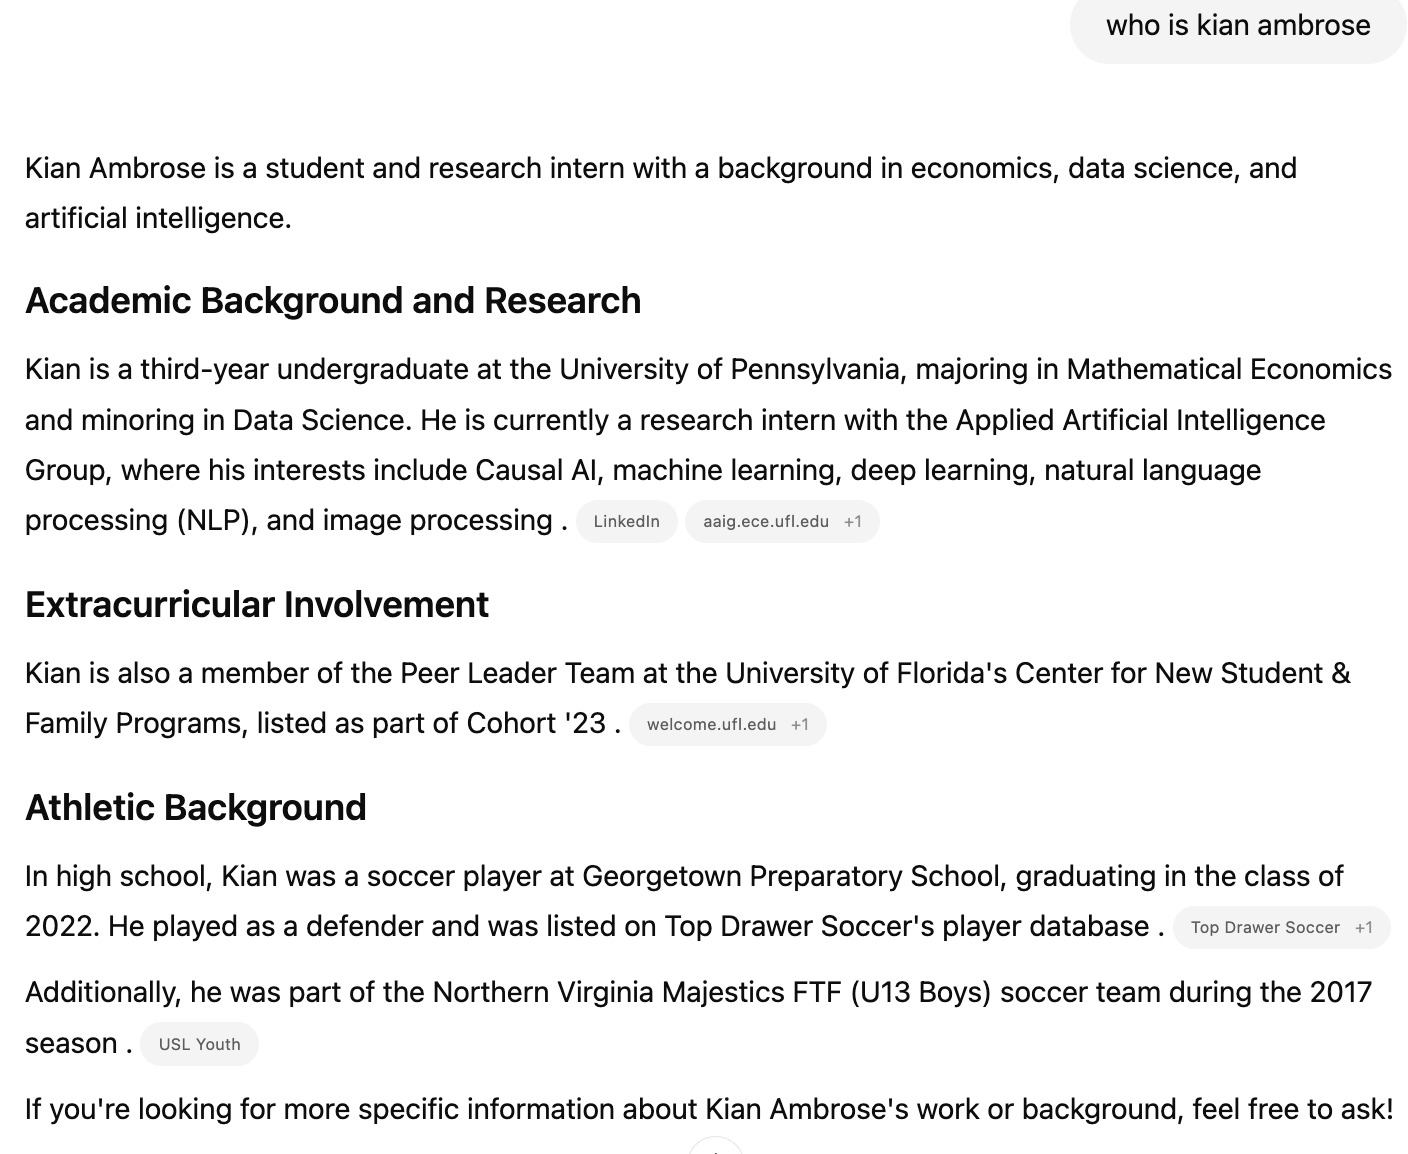 who is kian ambrose
Kian Ambrose is a student and research intern with a background in economics, data science, and
artificial intelligence.
Academic Background and Research
Kian is a third-year undergraduate at the University of Pennsylvania, majoring in Mathematical Economics
and minoring in Data Science. He is currently a research intern with the Applied Artificial Intelligence
Group, where his interests include Causal AI, machine learning, deep learning, natural language
processing (NLP), and image processing . LinkedIn aaig.ece.ufl.edu +1
Extracurricular Involvement
Kian is also a member of the Peer Leader Team at the University of Florida's Center for New Student &
Family Programs, listed as part of Cohort '23 . welcome.ufl.edu +1
Athletic Background
In high school, Kian was a soccer player at Georgetown Preparatory School, graduating in the class of
2022. He played as a defender and was listed on Top Drawer Soccer's player database . Top Drawer Soccer +1
Additionally, he was part of the Northern Virginia Majestics FTF (U13 Boys) soccer team during the 2017
season . USL Youth
If you're looking for more specific information about Kian Ambrose's work or background, feel free to ask!